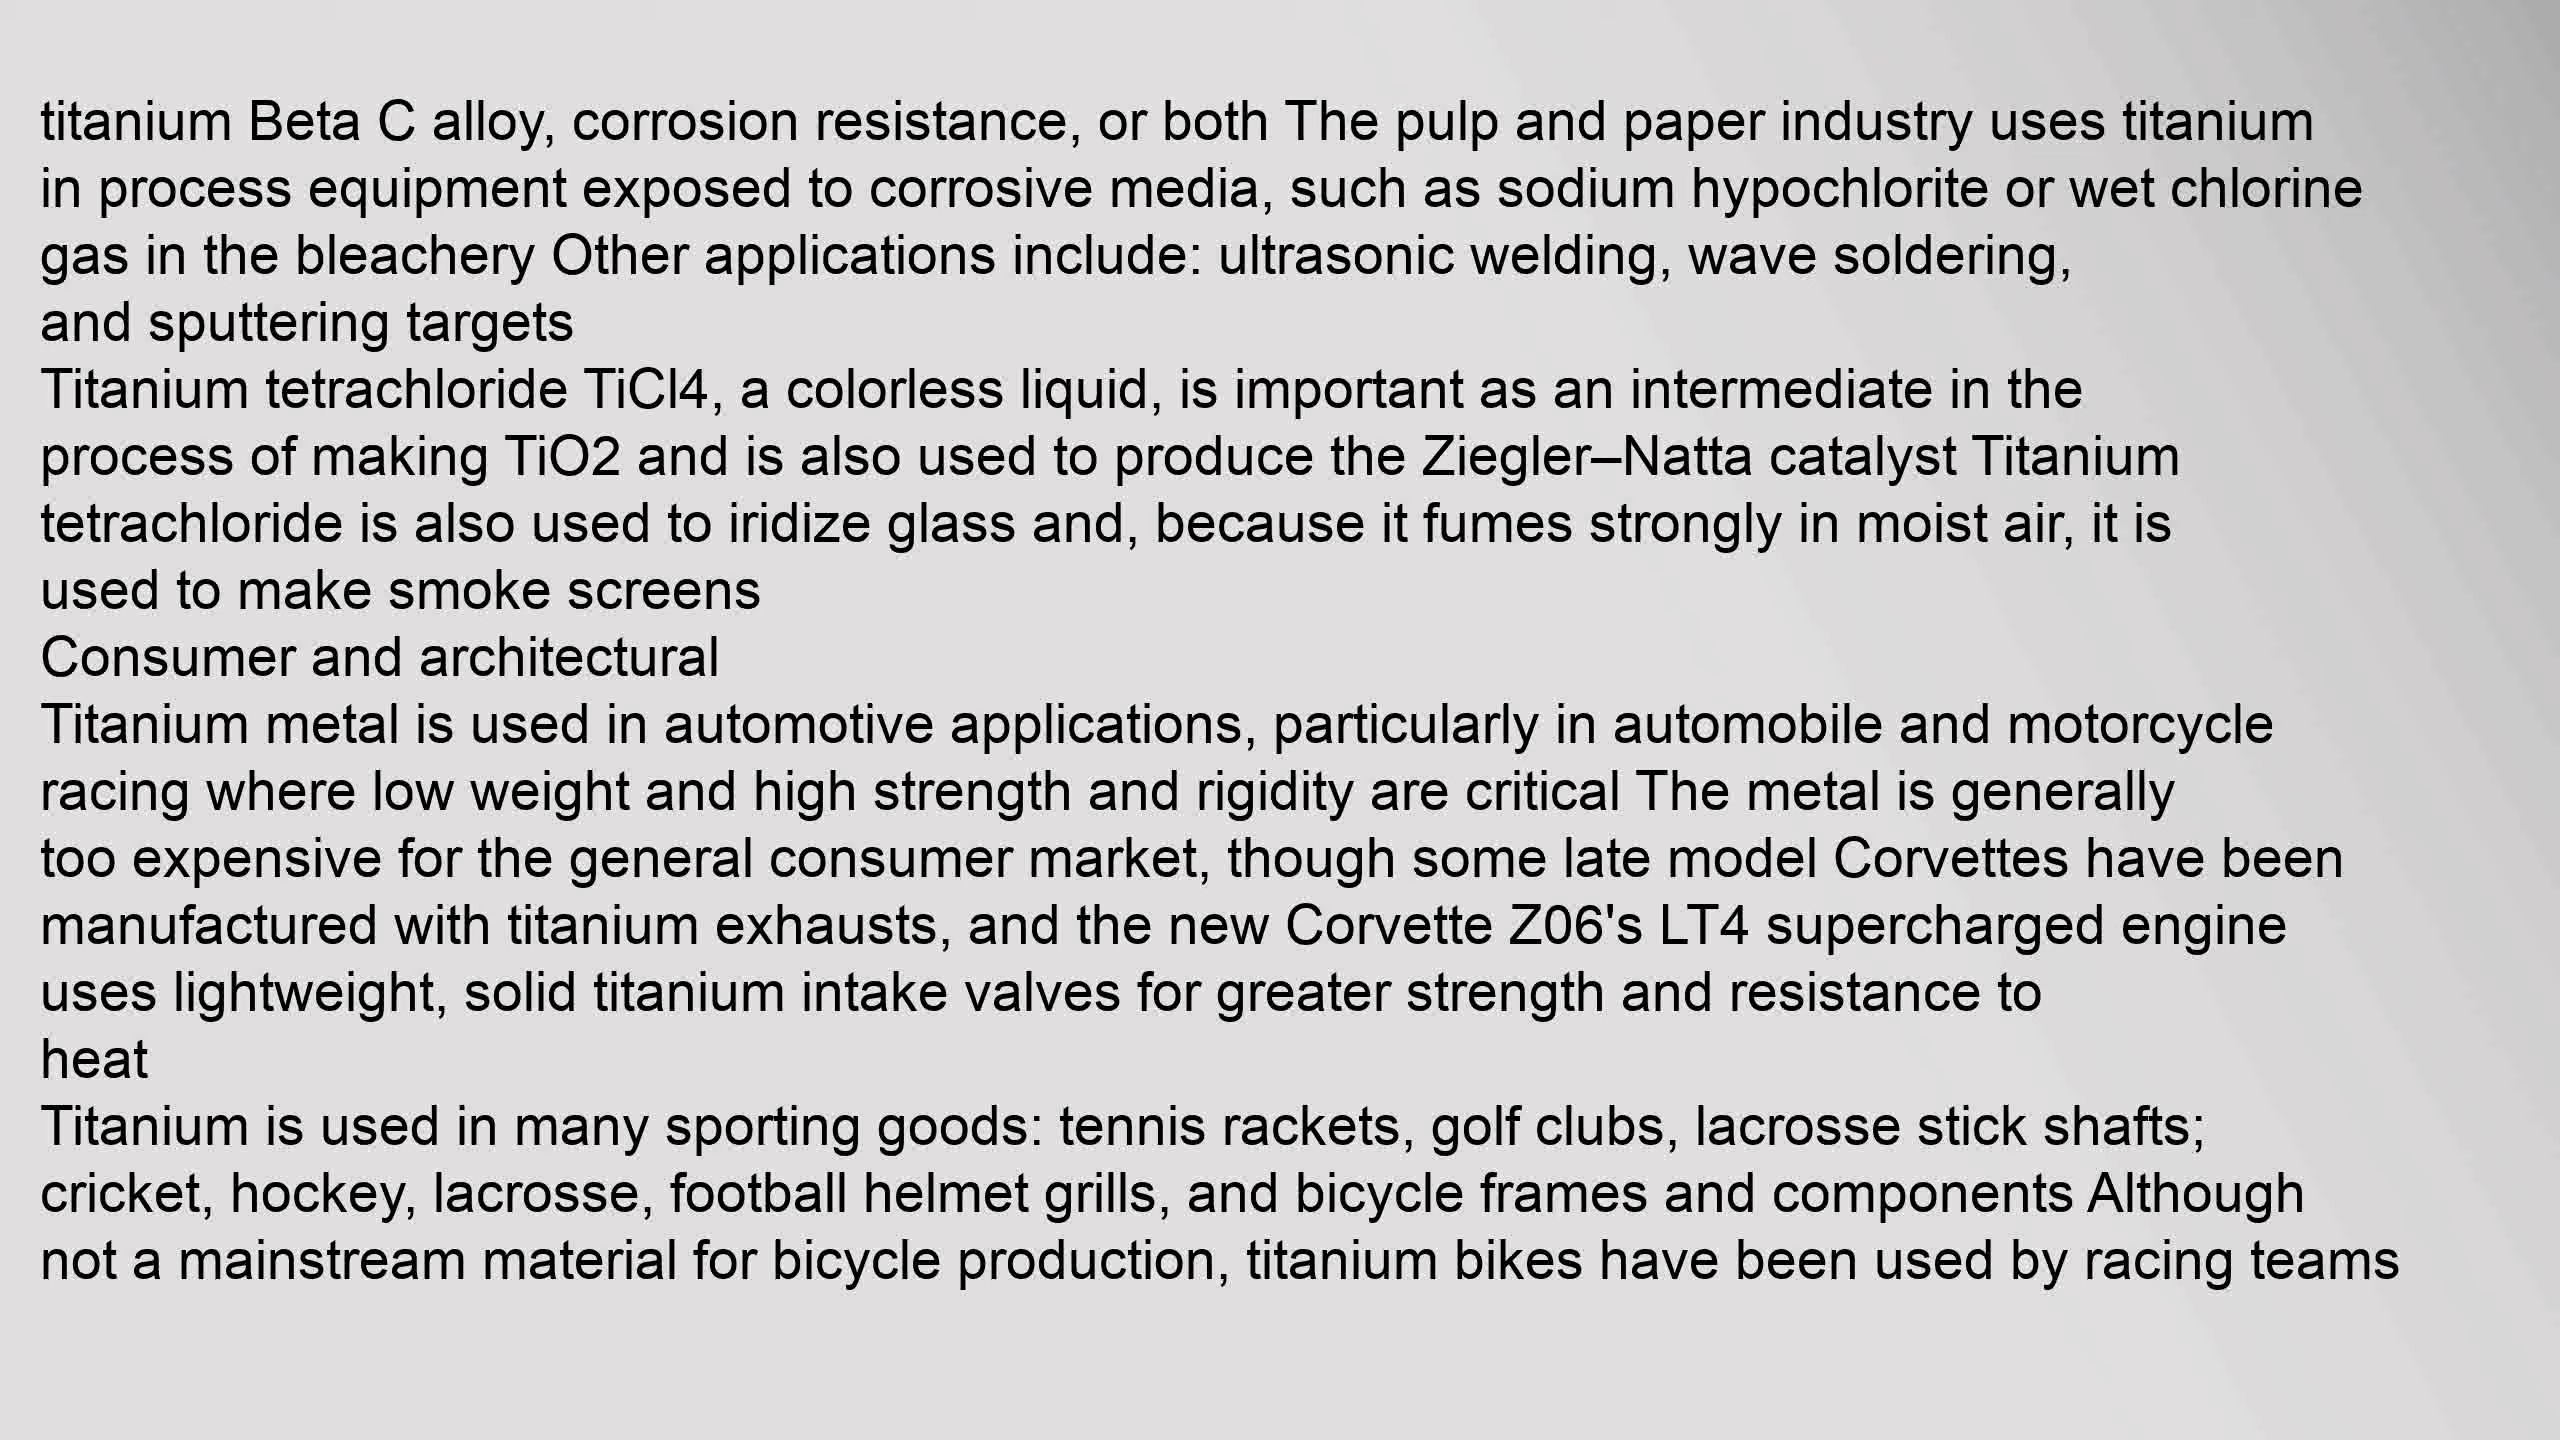 titanium Beta C alloy, corrosion resistance, or both The pulp and paper industry uses titanium
in process equipment exposed to corrosive media, such as sodium hypochlorite or wet chlorine
gas in the bleachery Other applications include: ultrasonic welding, wave soldering,
and sputtering targets
Titanium tetrachloride TiCl4, a colorless liquid, is important as an intermediate in the
process of making TiO2 and is also used to produce the Ziegler–Natta catalyst Titanium
tetrachloride is also used to iridize glass and, because it fumes strongly in moist air, it is
used to make smoke screens
Consumer and architectural
Titanium metal is used in automotive applications, particularly in automobile and motorcycle
racing where low weight and high strength and rigidity are critical The metal is generally
too expensive for the general consumer market, though some late model Corvettes have been
manufactured with titanium exhausts, and the new Corvette Z06's LT4 supercharged engine
uses lightweight, solid titanium intake valves for greater strength and resistance to
heat
Titanium is used in many sporting goods: tennis rackets, golf clubs, lacrosse stick shafts;
cricket, hockey, lacrosse, football helmet grills, and bicycle frames and components Although
not a mainstream material for bicycle production, titanium bikes have been used by racing teams